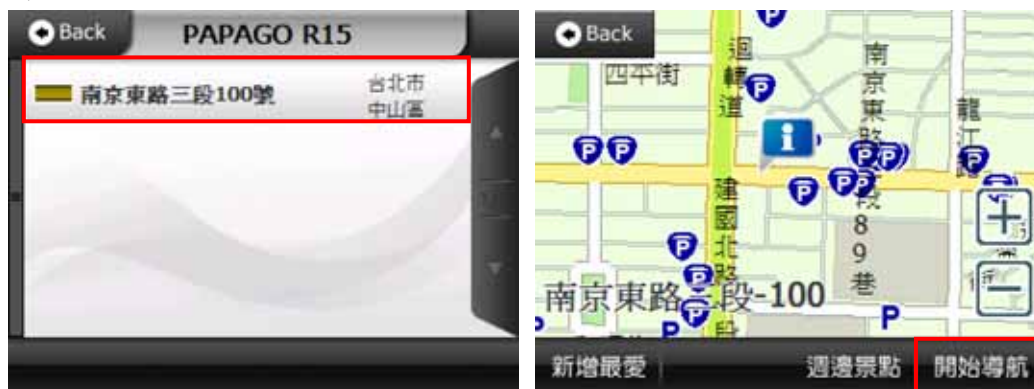 Back
PAPAGO R15
南京東路三段100號
台北市
中山區
Back
四平街
迴轉道
南京東路
段89巷
龍江路
建國北路
段
南京東路三段-100
P
P
新增最愛
週邊景點
開始導航